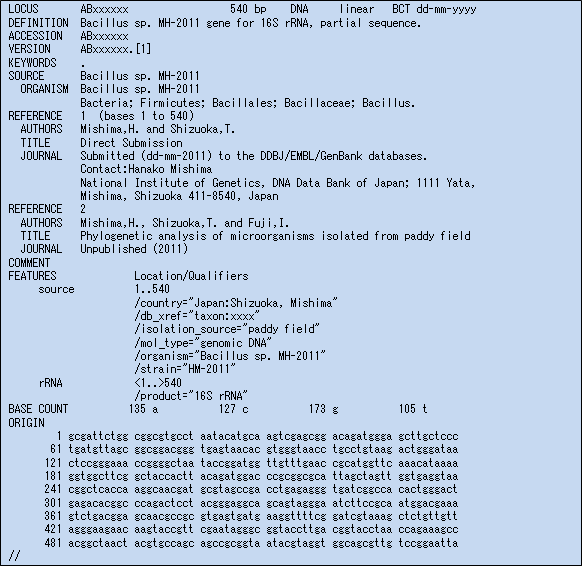 LOCUS       ABxxxxxx                 540 bp    DNA     linear   BCT dd-mm-yyyy
DEFINITION  Bacillus sp. MH-2011 gene for 16S rRNA, partial sequence.
ACCESSION   ABxxxxxx
VERSION     ABxxxxxx.[1]
KEYWORDS    .
SOURCE      Bacillus sp. MH-2011
  ORGANISM  Bacillus sp. MH-2011
            Bacteria; Firmicutes; Bacillales; Bacillaceae; Bacillus.
REFERENCE   1  (bases 1 to 540)
  AUTHORS   Mishima,H. and Shizuoka,T.
  TITLE     Direct Submission
  JOURNAL   Submitted (dd-mm-2011) to the DDBJ/EMBL/GenBank databases.
            Contact:Hanako Mishima
            National Institute of Genetics, DNA Data Bank of Japan; 1111 Yata,
            Mishima, Shizuoka 411-8540, Japan
REFERENCE   2
  AUTHORS   Mishima,H., Shizuoka,T. and Fuji,I.
  TITLE     Phylogenetic analysis of microorganisms isolated from paddy field
  JOURNAL   Unpublished (2011)
COMMENT
FEATURES             Location/Qualifiers
     source          1..540
                     /country="Japan:Shizuoka, Mishima"
                     /db_xref="taxon:xxxx"
                     /isolation_source="paddy field"
                     /mol_type="genomic DNA"
                     /organism="Bacillus sp. MH-2011"
                     /strain="HM-2011"
     rRNA            <1..>540
                     /product="16S rRNA"
BASE COUNT          135 a          127 c          173 g          105 t
ORIGIN
        1 gcgattctgg cggcgtgcct aatacatgca agtcgagcgg acagatggga gcttgctccc
       61 tgatgttagc ggcggacggg tgagtaacac gtgggtaacc tgcctgtaag actgggataa
      121 ctccgggaaa ccggggctaa taccggatgg ttgtttgaac cgcatggttc aaacataaaa
      181 ggtggcttcg gctaccactt acagatggac ccgcggcgca ttagctagtt ggtgaggtaa
      241 cggctcacca aggcaacgat gcgtagccga cctgagaggg tgatcggcca cactgggact
      301 gagacacggc ccagactcct acgggaggca gcagtaggga atcttccgca atggacgaaa
      361 gtctgacgga gcaacgccgc gtgagtgatg aaggttttcg gatcgtaaag ctctgttgtt
      421 agggaagaac aagtaccgtt cgaatagggc ggtaccttga cggtacctaa ccagaaagcc
      481 acggctaact acgtgccagc agccgcggta atacgtaggt ggcagcgttg tccggaatta
//